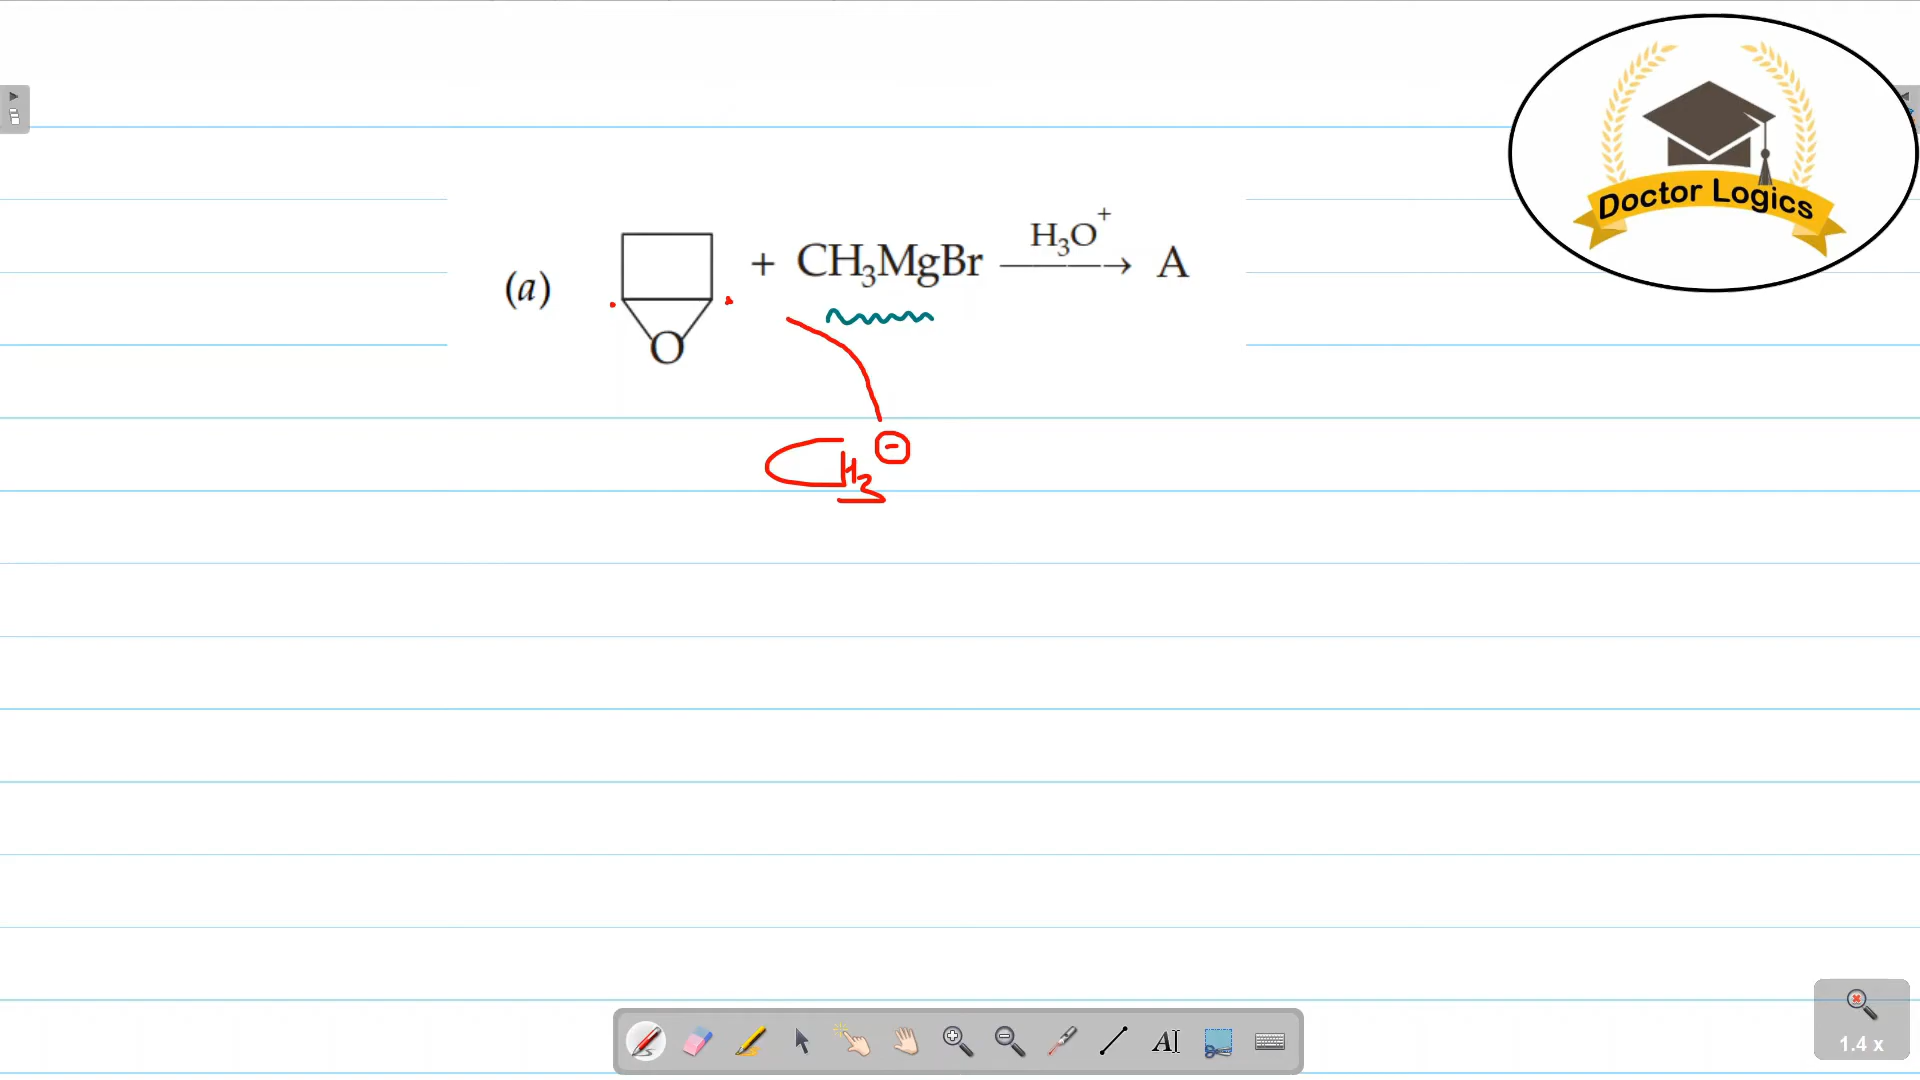 Doctor Logics
(a) O + CH₃MgBr H₃O⁺ → A
CH₃ ⊖
AI
1.4 x